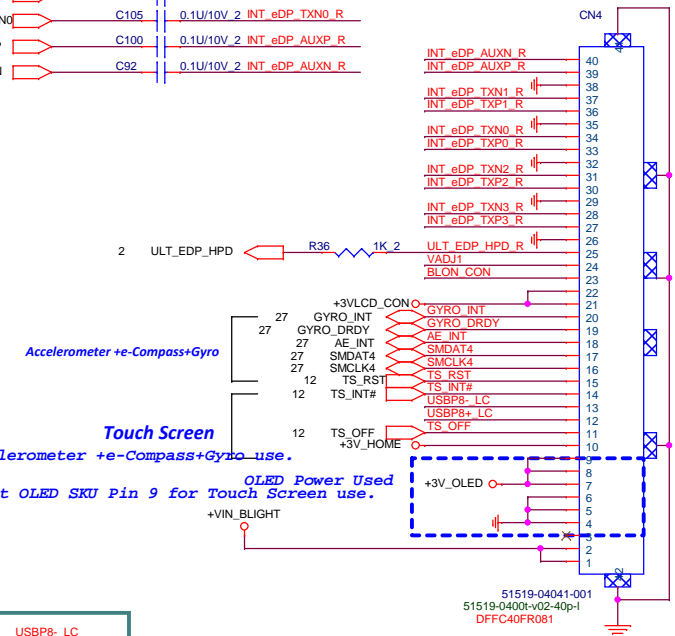 N0
C105
0.1U/10V_2
INT_eDP_TXN0_R
C100
0.1U/10V_2
INT_eDP_AUXP_R
C92
0.1U/10V_2
INT_eDP_AUXN_R
CN4
INT_eDP_AUXN_R 40
INT_eDP_AUXP_R 39
38
INT_eDP_TXN1_R 37
INT_eDP_TXP1_R 36
35
INT_eDP_TXN0_R 34
INT_eDP_TXP0_R 33
32
INT_eDP_TXN2_R 31
INT_eDP_TXP2_R 30
29
INT_eDP_TXN3_R 28
INT_eDP_TXP3_R 27
26
2 ULT_EDP_HPD R36 1K_2 ULT_EDP_HPD_R 25
VADJ1 24
BLON_CON 23
22
+3VLCD_CON 21
27 GYRO_INT GYRO_INT 20
27 GYRO_DRDY GYRO_DRDY 19
27 AE_INT AE_INT 18
27 SMDAT4 SMDAT4 17
27 SMCLK4 SMCLK4 16
12 TS_RST TS_RST 15
12 TS_INT# TS_INT# 14
USBP8-_LC 13
USBP8+_LC 12
12 TS_OFF TS_OFF 11
+3V_HOME 10
Accelerometer +e-Compass+Gyro
Touch Screen
lerometer +e-Compass+Gyro use.
OLED Power Used
t OLED SKU Pin 9 for Touch Screen use.
9
8
+3V_OLED 7
6
5
4
3
+VIN_BLIGHT
2
1
42
51519-04041-001
51519-0400t-v02-40p-l
DFFC40FR081
USBP8-_LC